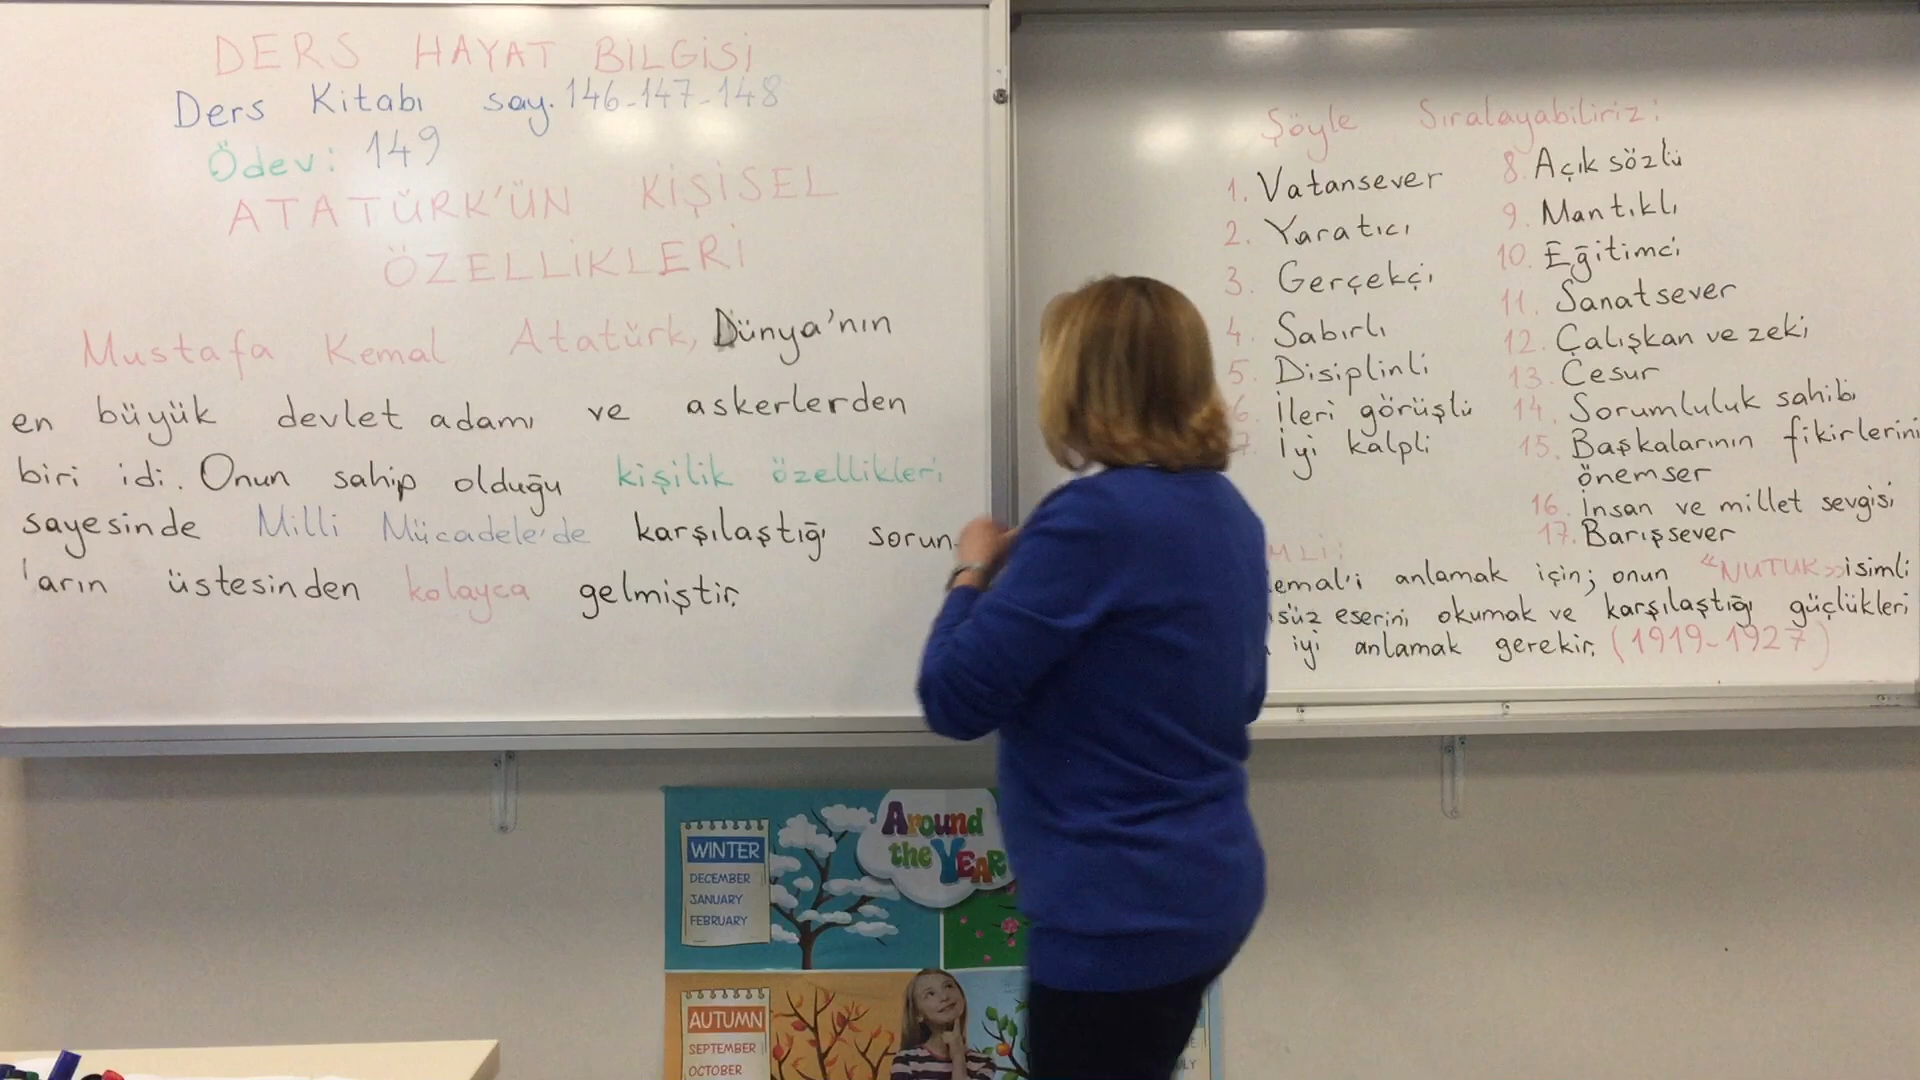 DERS HAYAT BİLGİSİ
Ders Kitabı say. 146-147-148
Ödev: 149
ATATÜRK'ÜN KİŞİSEL
ÖZELLİKLERİ
Mustafa Kemal Atatürk, Dünya'nın
en büyük devlet adamı ve askerlerden
biri idi. Onun sahip olduğu kişilik özellikleri
sayesinde Milli Mücadele'de karşılaştığı sorun
ların üstesinden kolayca gelmiştir.
Şöyle Sıralayabiliriz:
1. Vatansever
2. Yaratıcı
3. Gerçekçi
4. Sabırlı
5. Disiplinli
6. İleri görüşlü
7. İyi kalpli
8. Açık sözlü
9. Mantıklı
10. Eğitimci
11. Sanatsever
12. Çalışkan ve zeki
13. Cesur
14. Sorumluluk sahibi
15. Başkalarının fikirlerini
önemser
16. İnsan ve millet sevgisi
17. Barışsever
MLİ:
emal'i anlamak için; onun "NUTUK" isimli
süz eserini okumak ve karşılaştığı güçlükleri
iyi anlamak gerekir. (1919-1927)
Around
the YEAR
WINTER
DECEMBER
JANUARY
FEBRUARY
AUTUMN
SEPTEMBER
OCTOBER